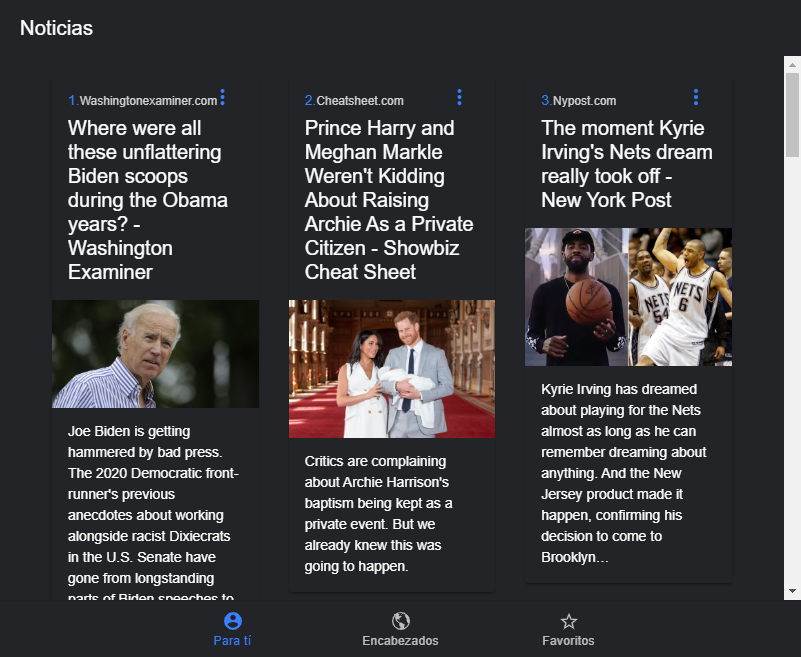 Noticias
1.Washingtonexaminer.com
Where were all
these unflattering
Biden scoops
during the Obama
years? -
Washington
Examiner
Joe Biden is getting
hammered by bad press.
The 2020 Democratic front-
runner's previous
anecdotes about working
alongside racist Dixiecrats
in the U.S. Senate have
gone from longstanding
parts of Biden speeches to
2.Cheatsheet.com
Prince Harry and
Meghan Markle
Weren't Kidding
About Raising
Archie As a Private
Citizen - Showbiz
Cheat Sheet
Critics are complaining
about Archie Harrison's
baptism being kept as a
private event. But we
already knew this was
going to happen.
3.Nypost.com
The moment Kyrie
Irving's Nets dream
really took off -
New York Post
NETS
54
NETS
6
Kyrie Irving has dreamed
about playing for the Nets
almost as long as he can
remember dreaming about
anything. And the New
Jersey product made it
happen, confirming his
decision to come to
Brooklyn…
Para tí
Encabezados
Favoritos